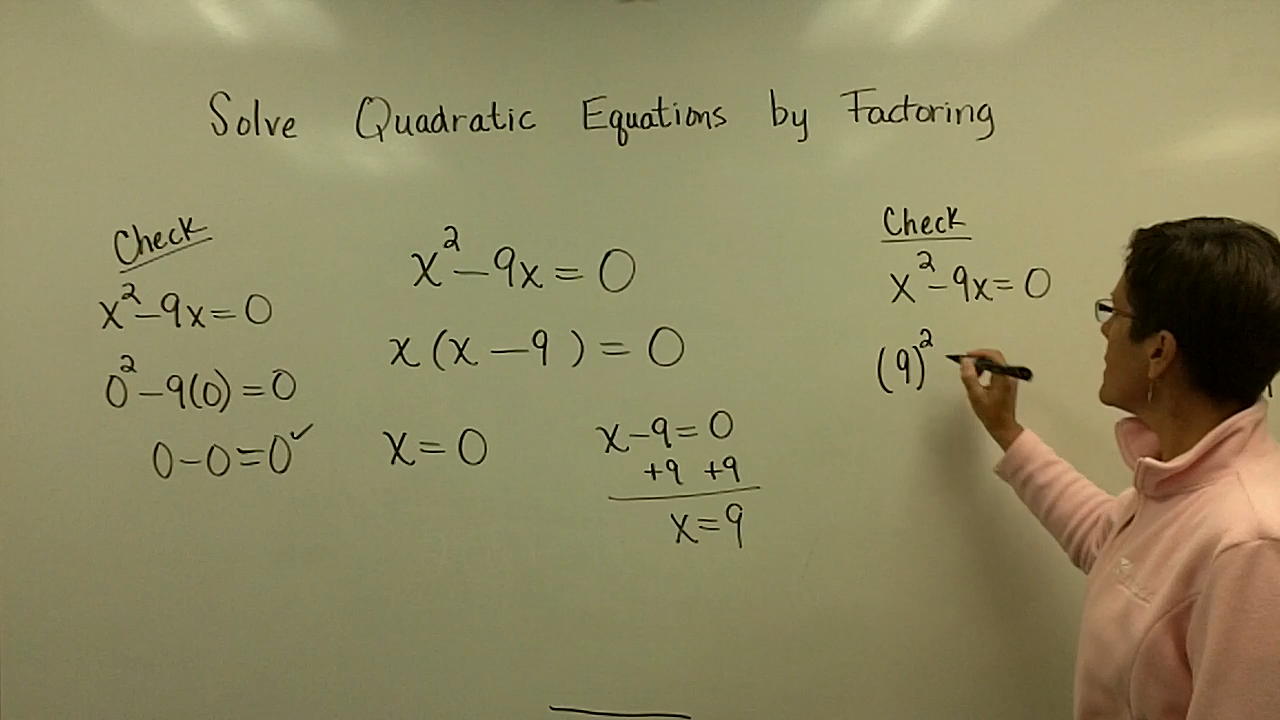 Solve Quadratic Equations by Factoring
Check
x²-9x=0
0²-9(0)=0
0-0=0✓
x²-9x=0
x(x-9)=0
x=0
x-9=0
+9 +9
x=9
Check
x²-9x=0
(9)²